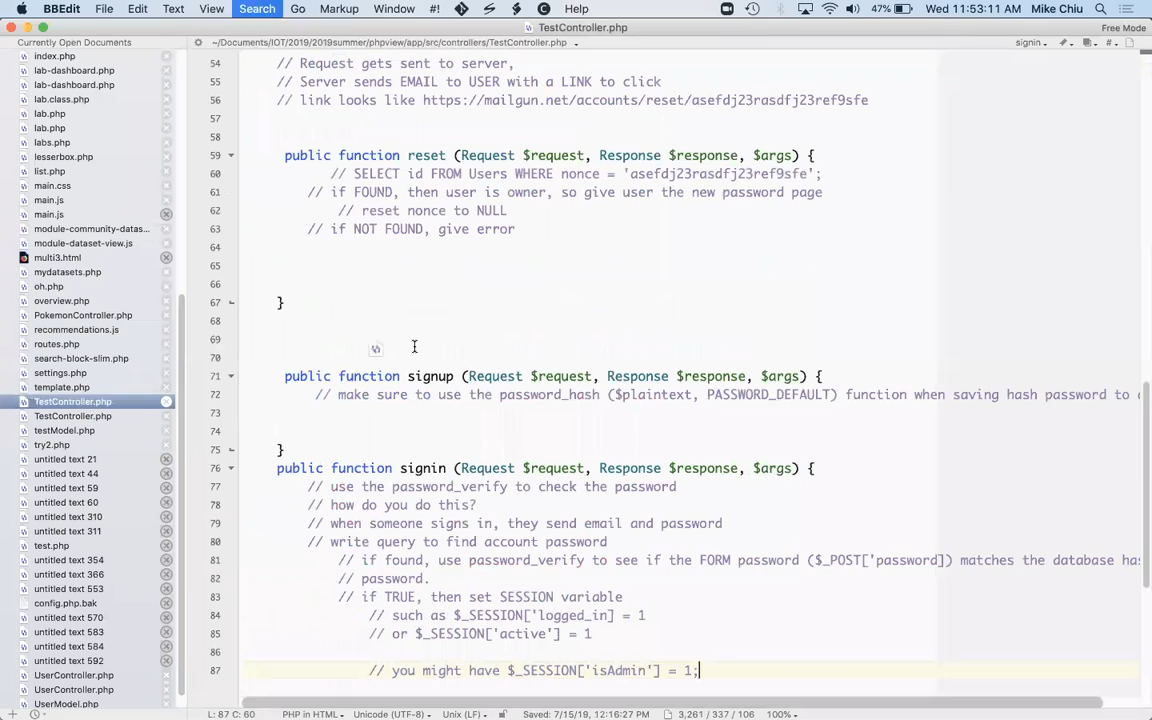 BBEdit File Edit Text View Search Go Markup Window #! Help 47% Wed 11:53:11 AM Mike Chiu
TestController.php
Currently Open Documents
~/Documents/IOT/2019/2019summer/phpview/app/src/controllers/TestController.php
signin
Free Mode
index.php
lab-dashboard.php
lab-dashboard.php
lab.class.php
lab.php
lab.php
labs.php
lesserbox.php
list.php
main.css
main.js
main.js
module-community-datas...
module-dataset-view.js
multi3.html
mydatasets.php
oh.php
overview.php
PokemonController.php
recommendations.js
routes.php
search-block-slim.php
settings.php
template.php
TestController.php
TestController.php
testModel.php
try2.php
untitled text 21
untitled text 44
untitled text 59
untitled text 60
untitled text 310
untitled text 311
test.php
untitled text 354
untitled text 366
untitled text 553
config.php.bak
untitled text 570
untitled text 583
untitled text 584
untitled text 592
UserController.php
UserController.php
UserModel.php
54 // Request gets sent to server,
55 // Server sends EMAIL to USER with a LINK to click
56 // link looks like https://mailgun.net/accounts/reset/asefdj23rasdfj23ref9sfe
57
58
59 public function reset (Request $request, Response $response, $args) {
60 // SELECT id FROM Users WHERE nonce = 'asefdj23rasdfj23ref9sfe';
61 // if FOUND, then user is owner, so give user the new password page
62 // reset nonce to NULL
63 // if NOT FOUND, give error
64
65
66
67 }
68
69
70
71 public function signup (Request $request, Response $response, $args) {
72 // make sure to use the password_hash ($plaintext, PASSWORD_DEFAULT) function when saving hash password to
73
74
75 }
76 public function signin (Request $request, Response $response, $args) {
77 // use the password_verify to check the password
78 // how do you do this?
79 // when someone signs in, they send email and password
80 // write query to find account password
81 // if found, use password_verify to see if the FORM password ($_POST['password]) matches the database
82 // password.
83 // if TRUE, then set SESSION variable
84 // such as $_SESSION['logged_in] = 1
85 // or $_SESSION['active'] = 1
86
87 // you might have $_SESSION['isAdmin'] = 1;
L: 87 C: 60 PHP in HTML Unicode (UTF-8) Unix (LF) Saved: 7/15/19, 12:16:27 PM 3,261 / 337 / 106 100%